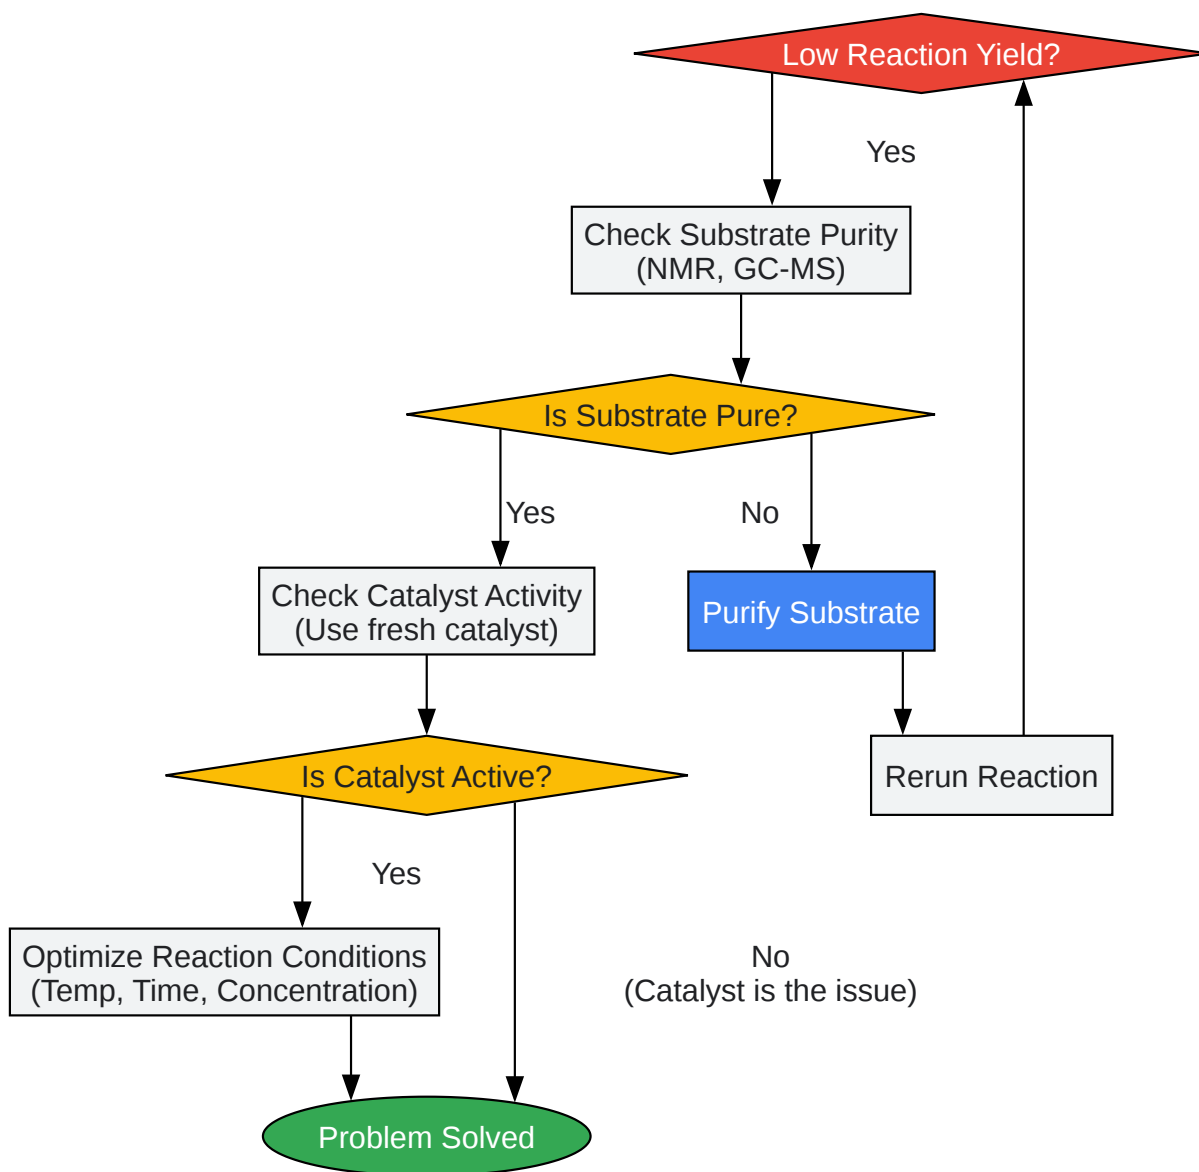 Low Reaction Yield?
Yes
Check Substrate Purity
(NMR, GC-MS)
Is Substrate Pure?
Yes
No
Check Catalyst Activity
(Use fresh catalyst)
Purify Substrate
Is Catalyst Active?
Rerun Reaction
Yes
Optimize Reaction Conditions
(Temp, Time, Concentration)
No
(Catalyst is the issue)
Problem Solved